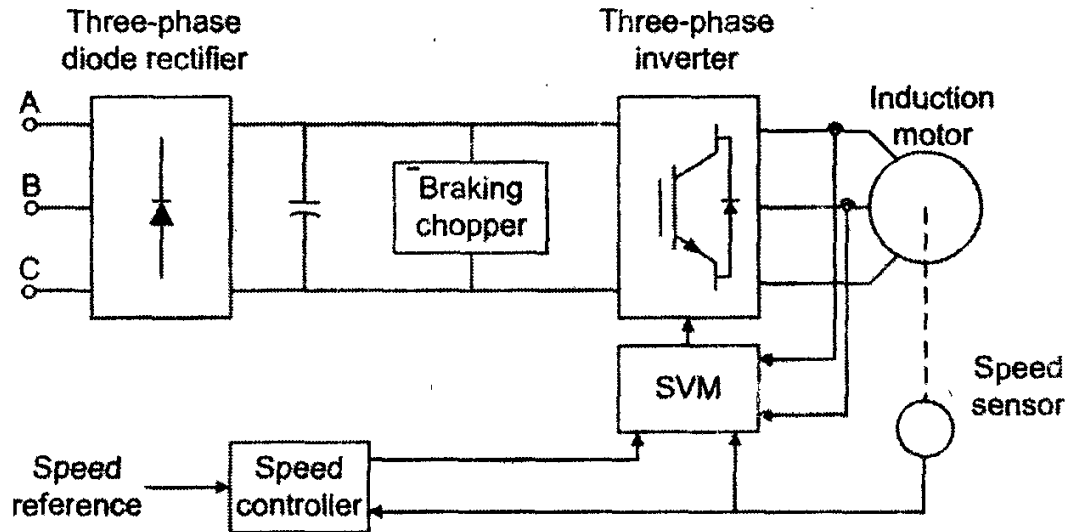 Three-phase
diode rectifier
Three-phase
inverter
Induction
motor
A
B
C
Braking
chopper
SVM
Speed
sensor
Speed
reference
Speed
controller